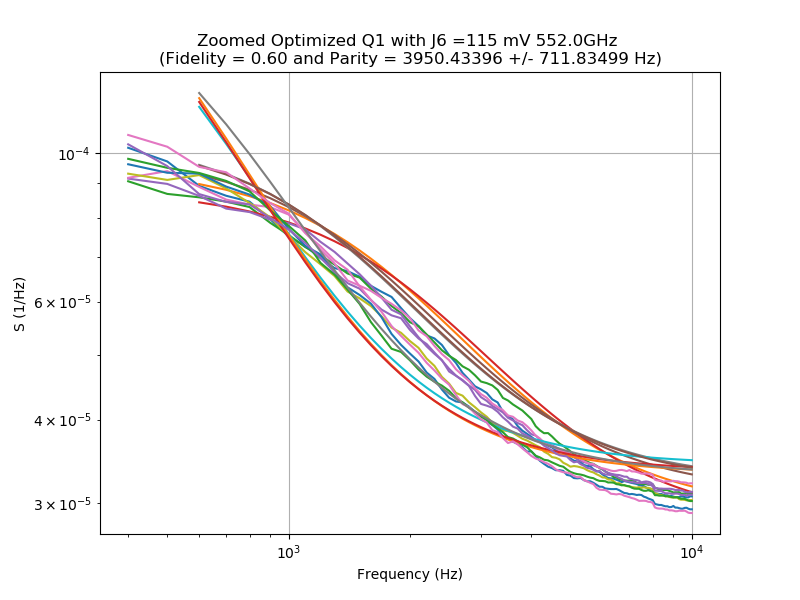 Zoomed Optimized Q1 with J6 =115 mV 552.0GHz
(Fidelity = 0.60 and Parity = 3950.43396 +/- 711.83499 Hz)
S (1/Hz)
10⁻⁴
6 × 10⁻⁵
4 × 10⁻⁵
3 × 10⁻⁵
10³
10⁴
Frequency (Hz)